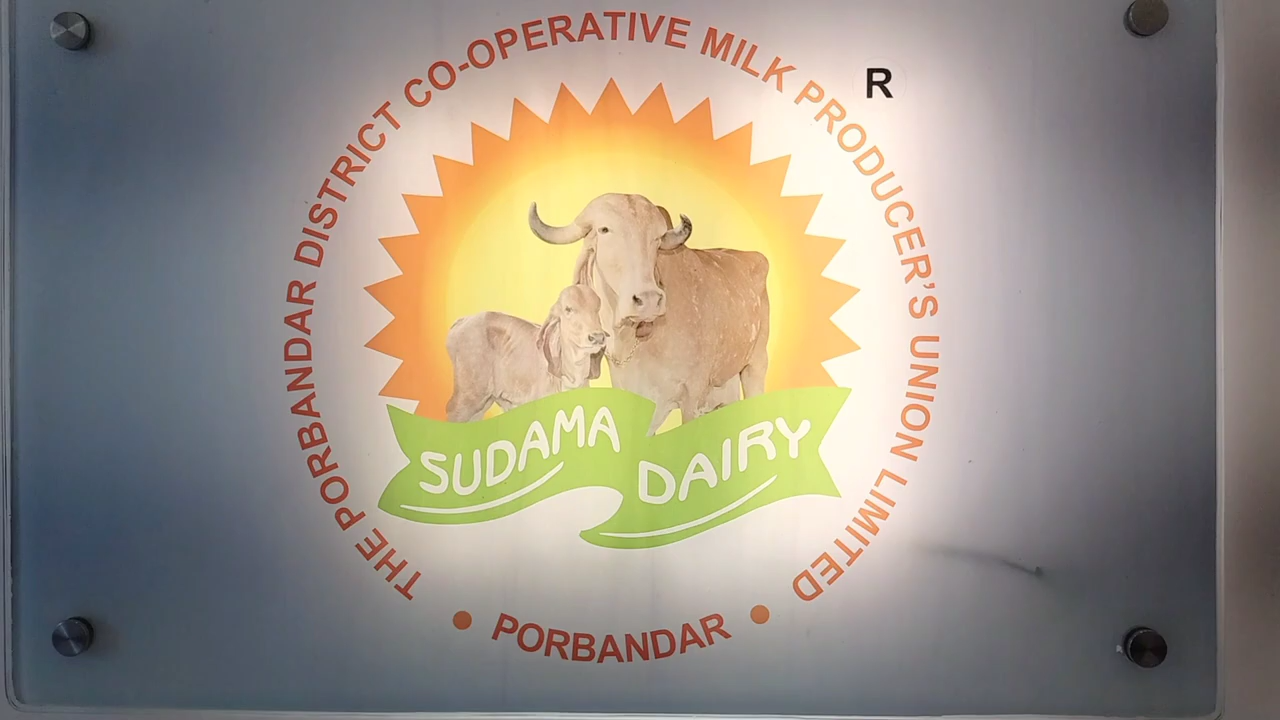 THE PORBANDAR DISTRICT CO-OPERATIVE MILK PRODUCER'S UNION LIMITED
R
SUDAMA DAIRY
• PORBANDAR •